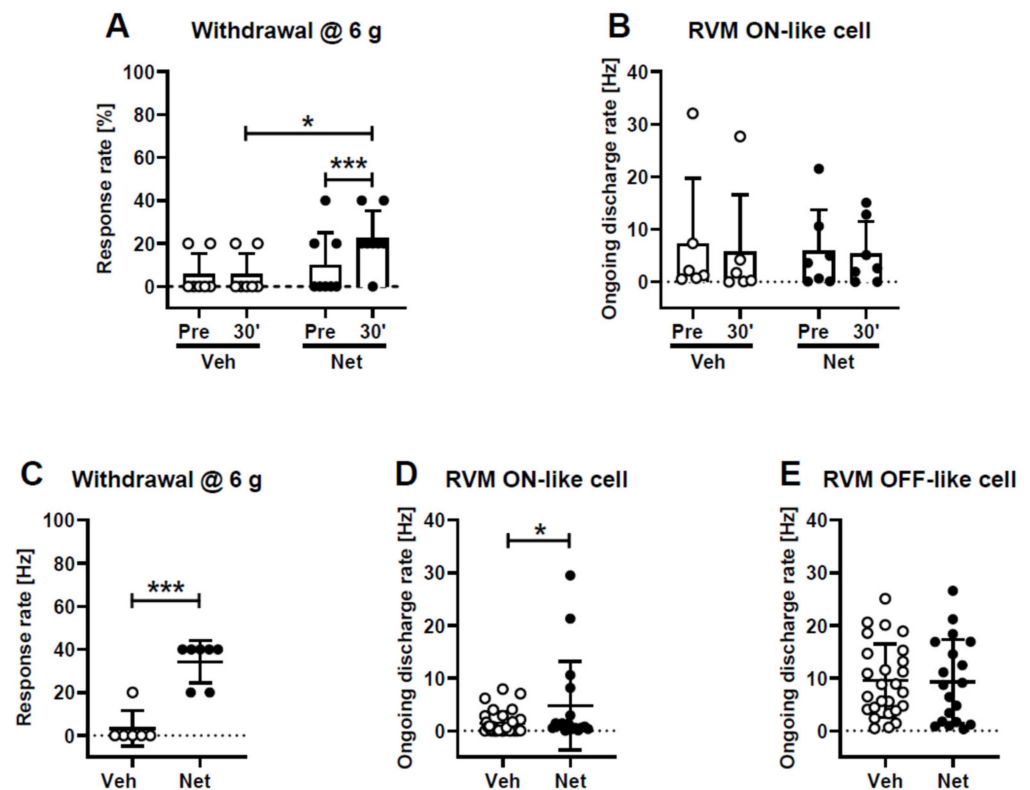 A Withdrawal @ 6 g
Response rate [%]
100
80
60
40
20
0
*
***
Pre 30' Pre 30'
Veh Net
B RVM ON-like cell
Ongoing discharge rate [Hz]
40
30
20
10
0
Pre 30' Pre 30'
Veh Net
C Withdrawal @ 6 g
Response rate [Hz]
100
80
60
40
20
0
***
Veh Net
D RVM ON-like cell
Ongoing discharge rate [Hz]
40
30
20
10
0
*
Veh Net
E RVM OFF-like cell
Ongoing discharge rate [Hz]
40
30
20
10
0
Veh Net